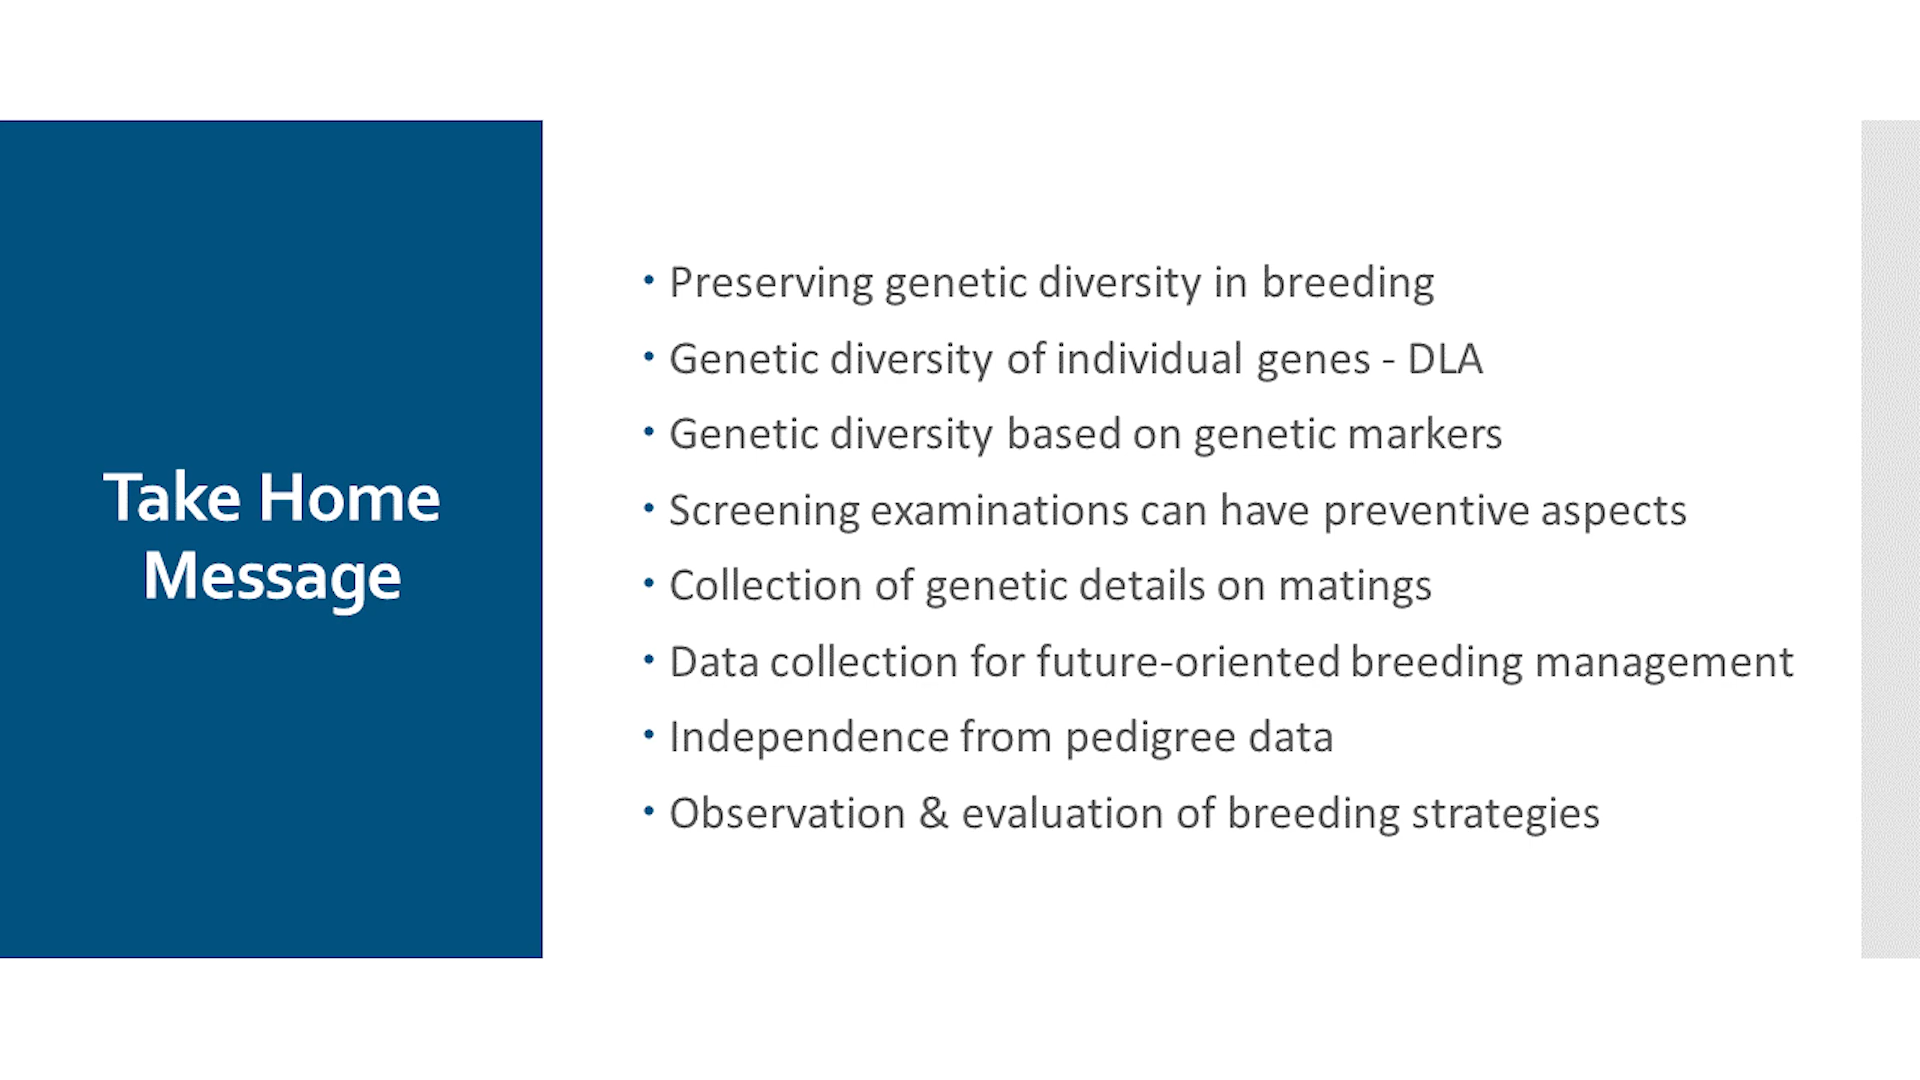 Take Home
Message
• Preserving genetic diversity in breeding
• Genetic diversity of individual genes - DLA
• Genetic diversity based on genetic markers
• Screening examinations can have preventive aspects
• Collection of genetic details on matings
• Data collection for future-oriented breeding management
• Independence from pedigree data
• Observation & evaluation of breeding strategies